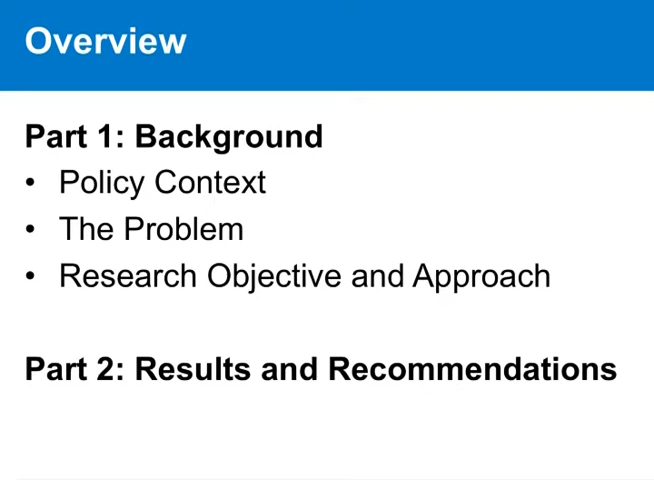 Overview
Part 1: Background
• Policy Context
• The Problem
• Research Objective and Approach
Part 2: Results and Recommendations